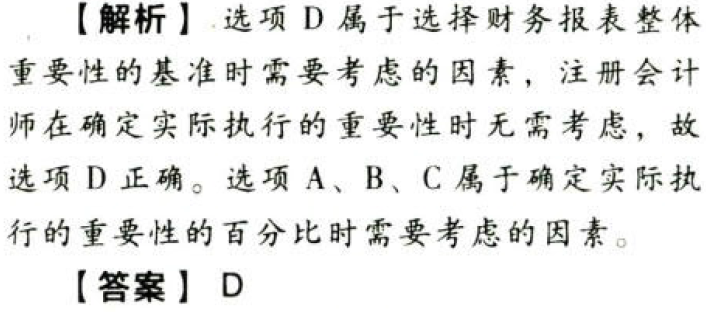 【解析】 选项 D 属于选择财务报表整体
重要性的基准时需要考虑的因素，注册会计
师在确定实际执行的重要性时无需考虑，故
选项 D 正确。选项 A、B、C 属于确定实际执
行的重要性的百分比时需要考虑的因素。
【答案】 D